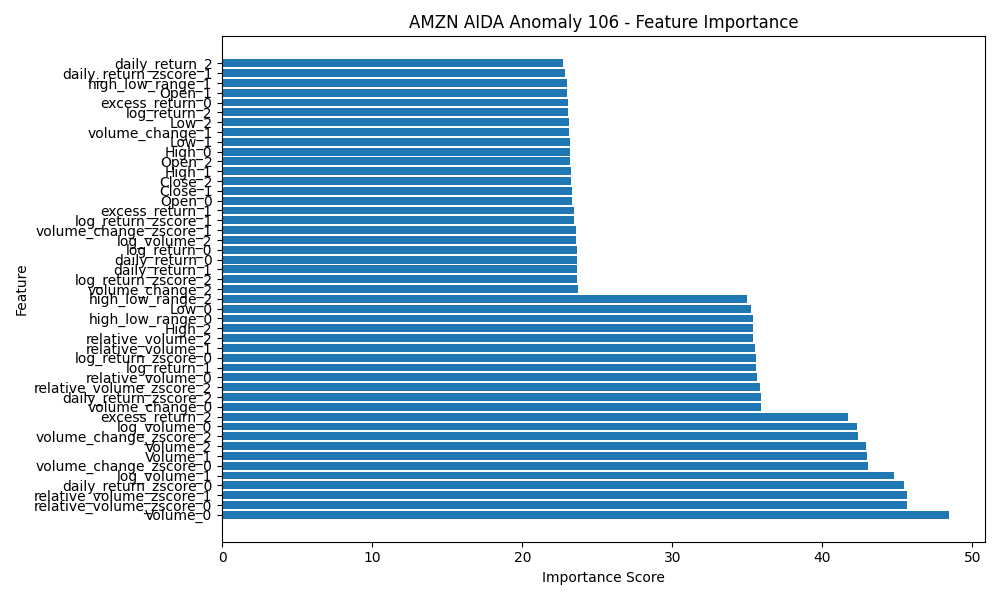 AMZN AIDA Anomaly 106 - Feature Importance
daily_return_2
daily_return_zscore_1
high_low_range_1
Open_1
excess_return_0
log_return_2
Low_2
volume_change_1
Low_1
High_0
Open_2
High_1
Close_2
Close_1
Open_0
excess_return_1
log_return_zscore_1
volume_change_zscore_1
log_volume_2
log_return_0
daily_return_0
daily_return_1
log_return_zscore_2
volume_change_2
high_low_range_2
Low_0
high_low_range_0
High_2
relative_volume_2
relative_volume_1
log_return_zscore_0
log_return_1
relative_volume_0
relative_volume_zscore_2
daily_return_zscore_2
volume_change_0
excess_return_2
log_volume_0
volume_change_zscore_2
Volume_2
Volume_1
volume_change_zscore_0
log_volume_1
daily_return_zscore_0
relative_volume_zscore_1
relative_volume_zscore_0
Volume_0
Feature
0 10 20 30 40 50
Importance Score